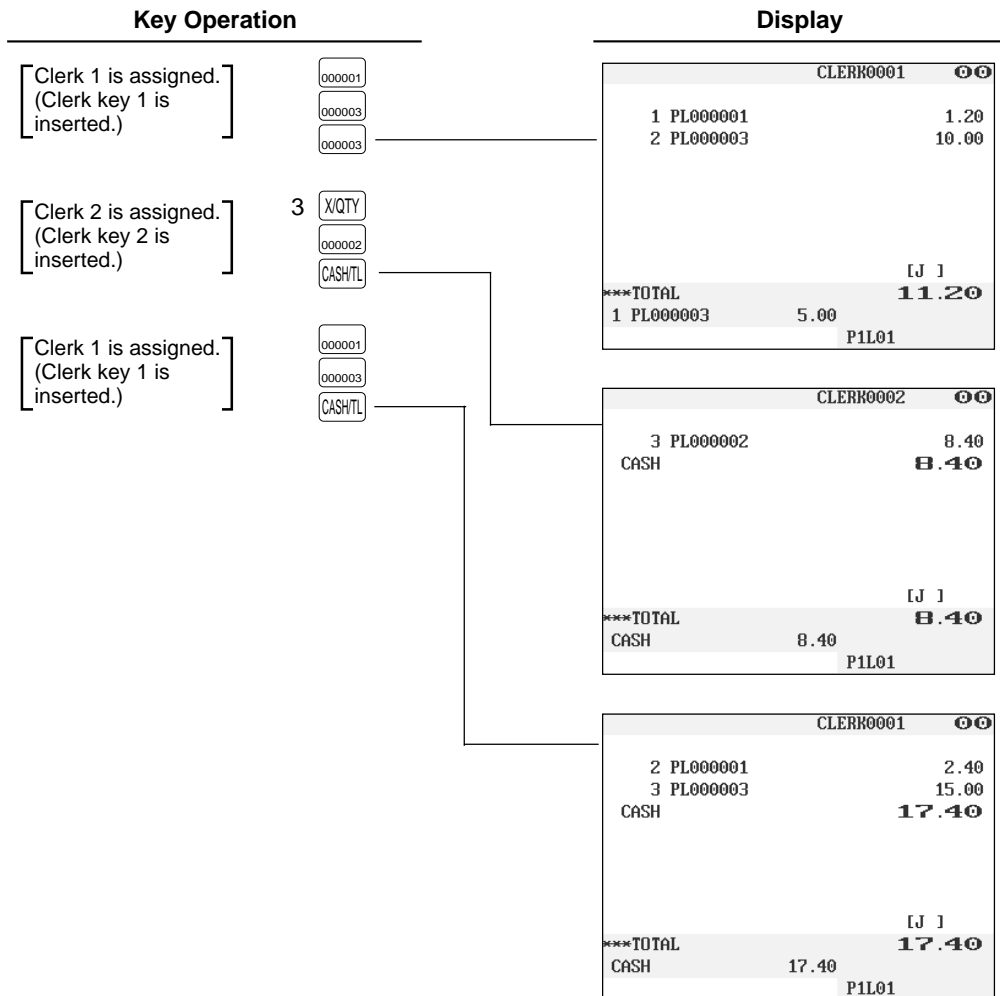 Key Operation
Display
Clerk 1 is assigned.
(Clerk key 1 is
inserted.)
000001
000003
000003
Clerk 2 is assigned.
(Clerk key 2 is
inserted.)
3 X/QTY
000002
CASH/TL
Clerk 1 is assigned.
(Clerk key 1 is
inserted.)
000001
000003
CASH/TL
CLERK0001 00
1 PL000001 1.20
2 PL000003 10.00
[J ]
***TOTAL 11.20
1 PL000003 5.00
P1L01
CLERK0002 00
3 PL000002 8.40
CASH 8.40
[J ]
***TOTAL 8.40
CASH 8.40
P1L01
CLERK0001 00
2 PL000001 2.40
3 PL000003 15.00
CASH 17.40
[J ]
***TOTAL 17.40
CASH 17.40
P1L01